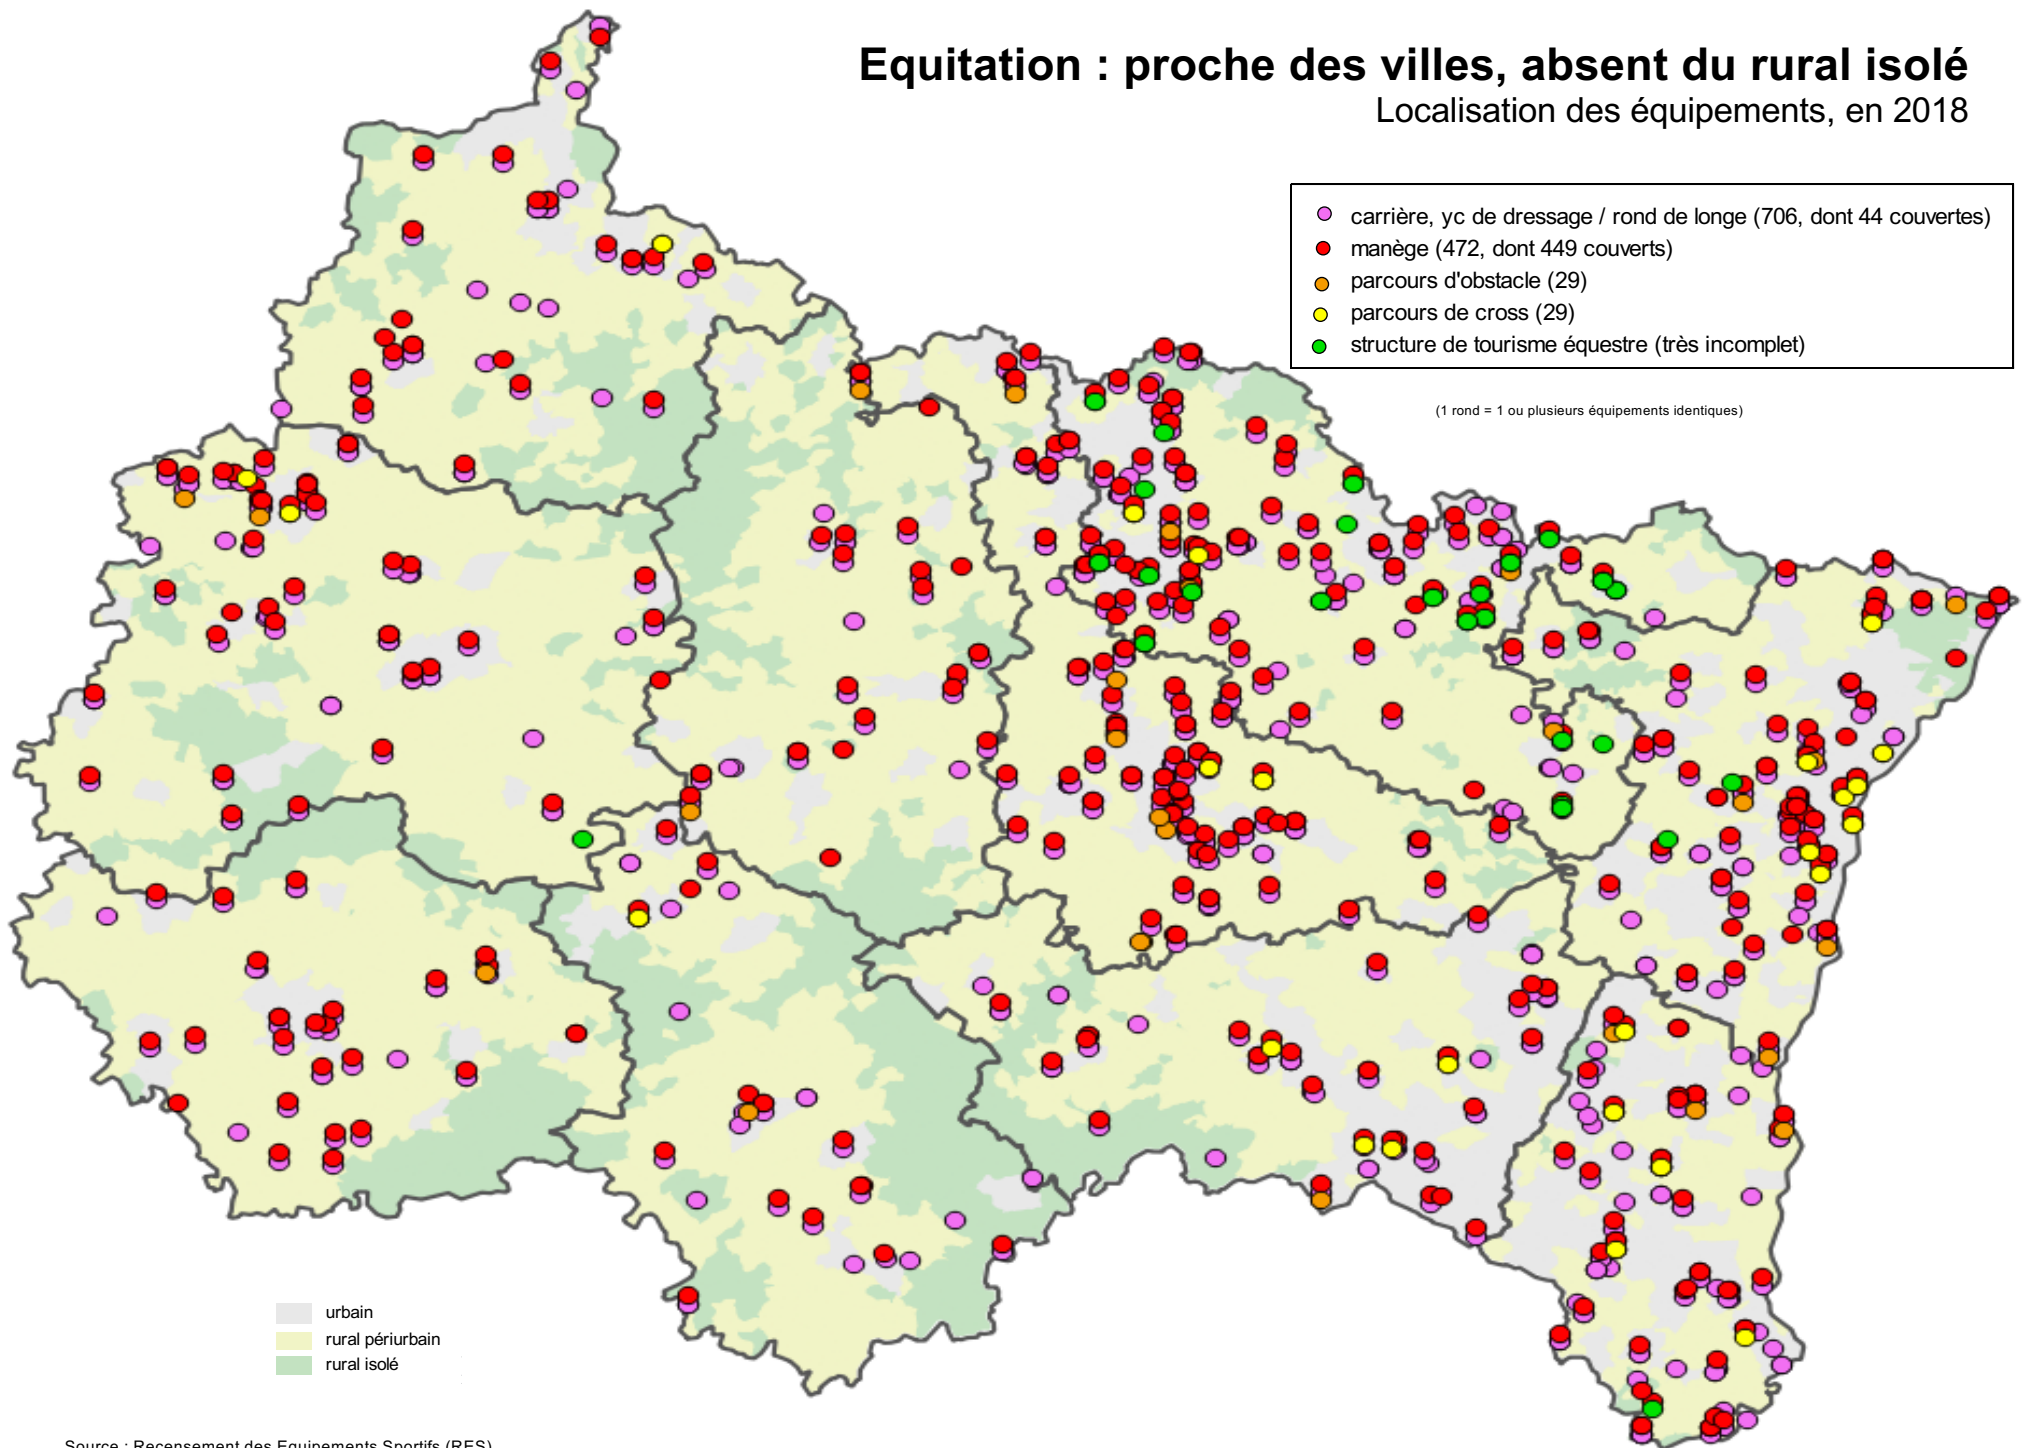 Equitation : proche des villes, absent du rural isolé
Localisation des équipements, en 2018
carrière, yc de dressage / rond de longe (706, dont 44 couvertes)
manège (472, dont 449 couverts)
parcours d'obstacle (29)
parcours de cross (29)
structure de tourisme équestre (très incomplet)
(1 rond = 1 ou plusieurs équipements identiques)
urbain
rural périurbain
rural isolé
Source : Recensement des Equipements Sportifs (RES)